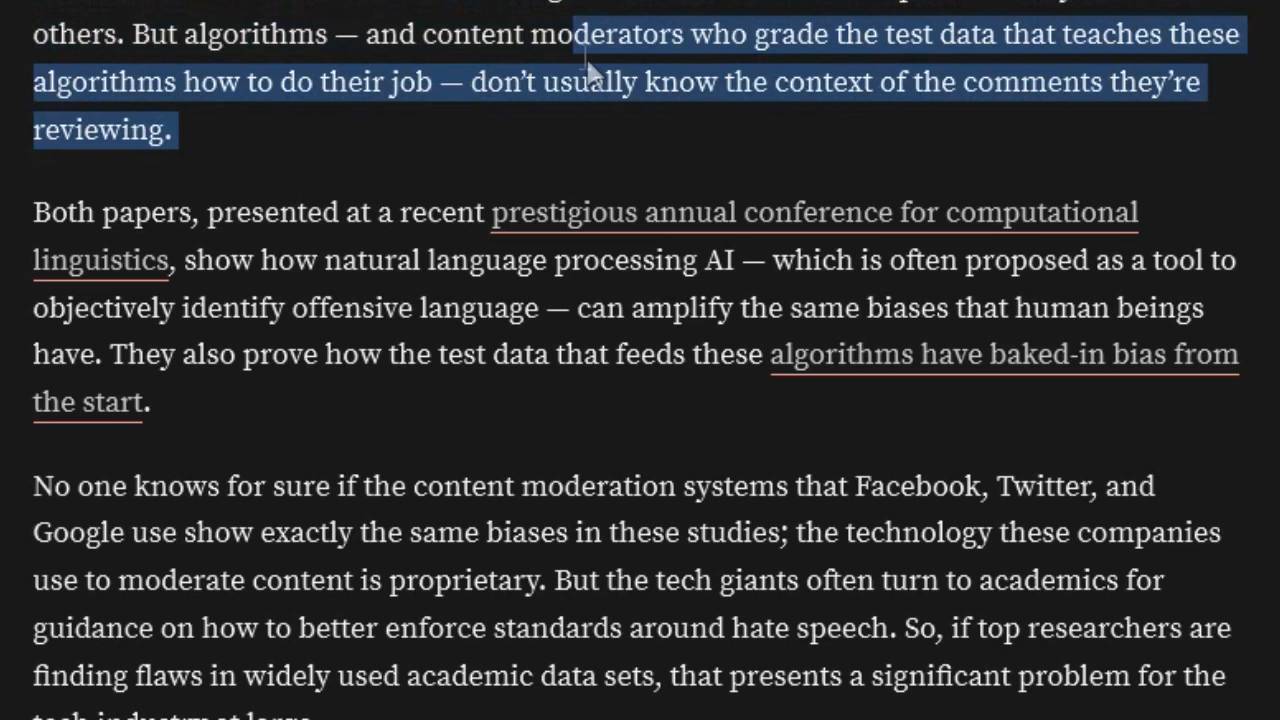 others. But algorithms — and content moderators who grade the test data that teaches these
algorithms how to do their job — don’t usually know the context of the comments they’re
reviewing.
Both papers, presented at a recent prestigious annual conference for computational
linguistics, show how natural language processing AI — which is often proposed as a tool to
objectively identify offensive language — can amplify the same biases that human beings
have. They also prove how the test data that feeds these algorithms have baked-in bias from
the start.
No one knows for sure if the content moderation systems that Facebook, Twitter, and
Google use show exactly the same biases in these studies; the technology these companies
use to moderate content is proprietary. But the tech giants often turn to academics for
guidance on how to better enforce standards around hate speech. So, if top researchers are
finding flaws in widely used academic data sets, that presents a significant problem for the
tech industry at large.